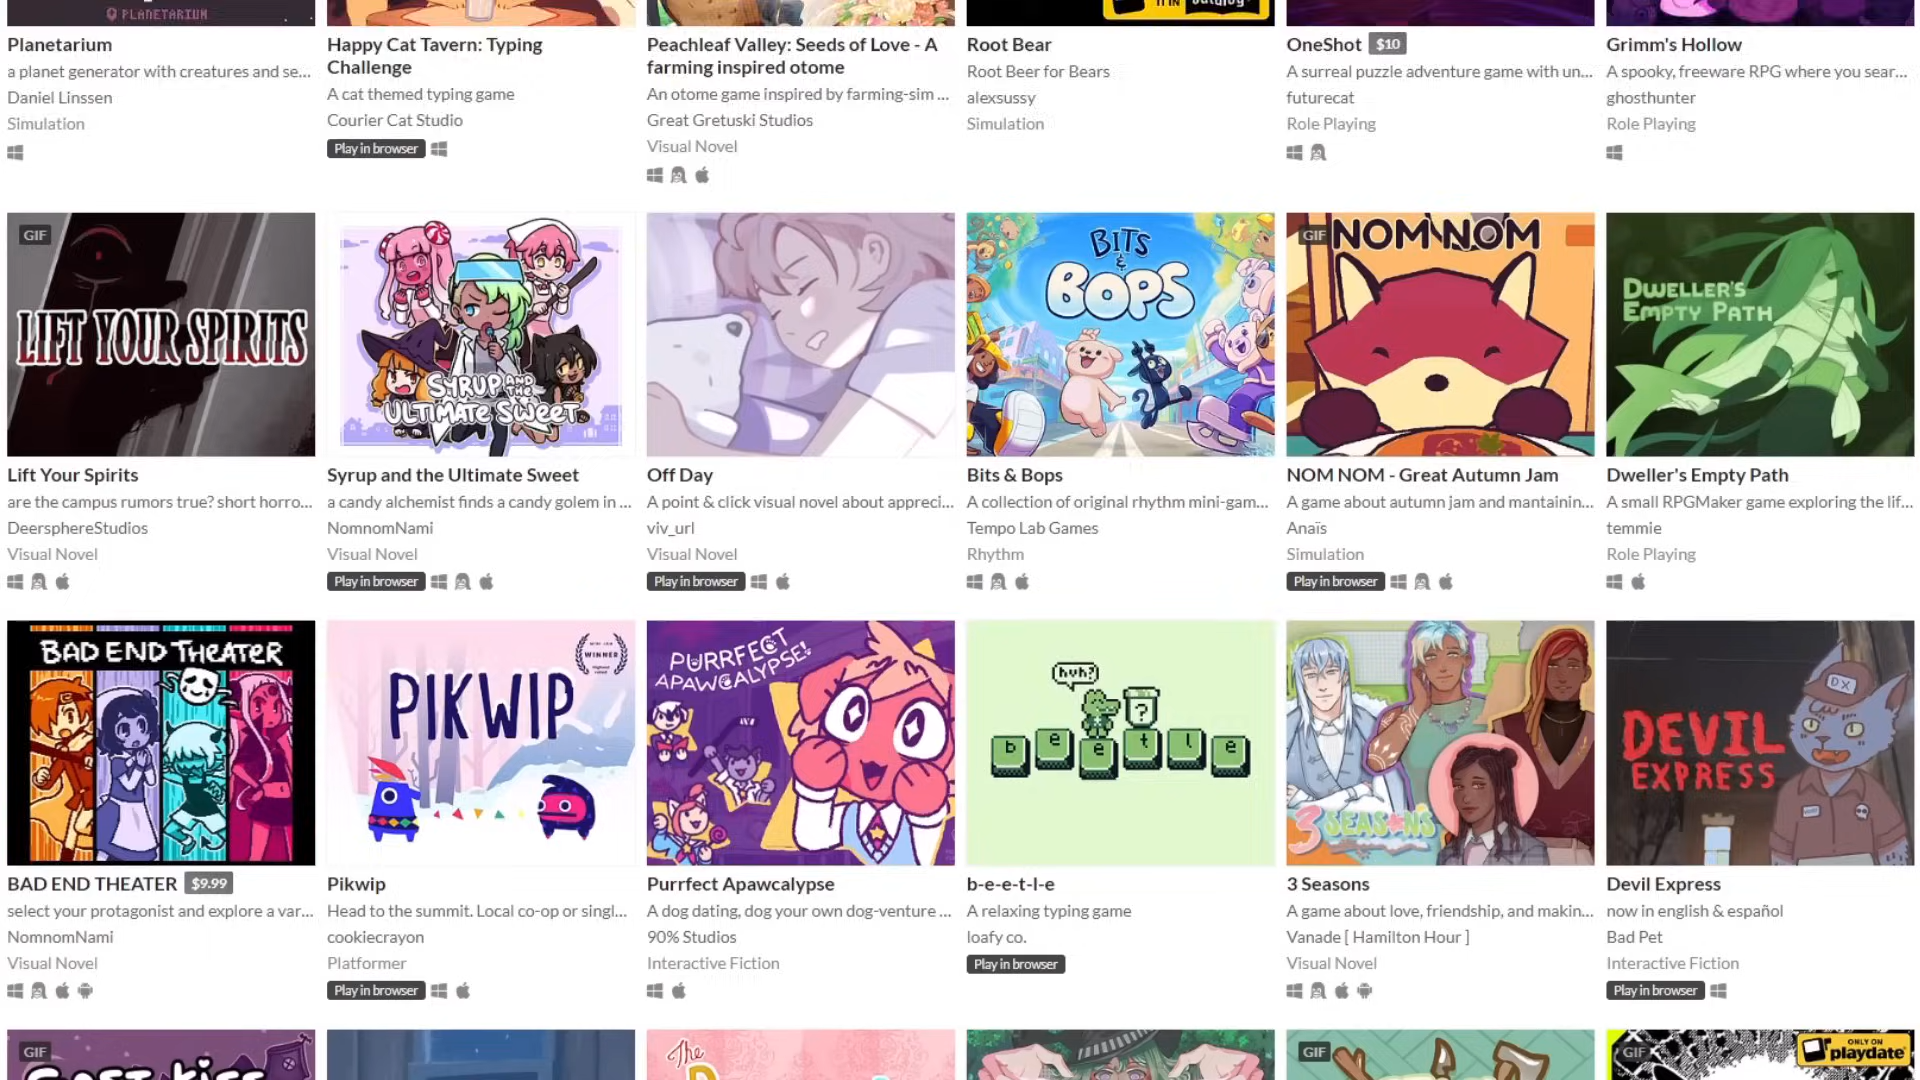 PLANETARIUM
IT IN Catalog!
Planetarium
a planet generator with creatures and se...
Daniel Linssen
Simulation
Happy Cat Tavern: Typing
Challenge
A cat themed typing game
Courier Cat Studio
Play in browser
Peachleaf Valley: Seeds of Love - A
farming inspired otome
An otome game inspired by farming-sim ...
Great Gretuski Studios
Visual Novel
Root Bear
Root Beer for Bears
alexsussy
Simulation
OneShot $10
A surreal puzzle adventure game with un...
futurecat
Role Playing
Grimm's Hollow
A spooky, freeware RPG where you sear...
ghosthunter
Role Playing
GIF
LIFT YOUR SPIRITS
Lift Your Spirits
are the campus rumors true? short horro...
DeersphereStudios
Visual Novel
SYRUP AND THE
ULTIMATE SWEET
Syrup and the Ultimate Sweet
a candy alchemist finds a candy golem in ...
NomnomNami
Visual Novel
Play in browser
Off Day
A point & click visual novel about appreci...
viv_url
Visual Novel
Play in browser
BITS
&
BOPS
Bits & Bops
A collection of original rhythm mini-gam...
Tempo Lab Games
Rhythm
GIF
NOM NOM
NOM NOM - Great Autumn Jam
A game about autumn jam and mantainin...
Anaïs
Simulation
Play in browser
DWELLER'S
EMPTY PATH
Dweller's Empty Path
A small RPGMaker game exploring the lif...
temmie
Role Playing
BAD END THEATER
BAD END THEATER $9.99
select your protagonist and explore a var...
NomnomNami
Visual Novel
WINNER
PIKWIP
Pikwip
Head to the summit. Local co-op or singl...
cookiecrayon
Platformer
Play in browser
PURRFECT
APAWCALYPSE!
Purrfect Apawcalypse
A dog dating, dog your own dog-venture ...
90% Studios
Interactive Fiction
huh?
?
b e e t l e
b-e-e-t-l-e
A relaxing typing game
loafy co.
Play in browser
3 SEASONS
3 Seasons
A game about love, friendship, and makin...
Vanade [ Hamilton Hour ]
Visual Novel
DX
DEVIL
EXPRESS
Devil Express
now in english & español
Bad Pet
Interactive Fiction
Play in browser
GIF
The
GIF
GIF
ONLY ON
playdate